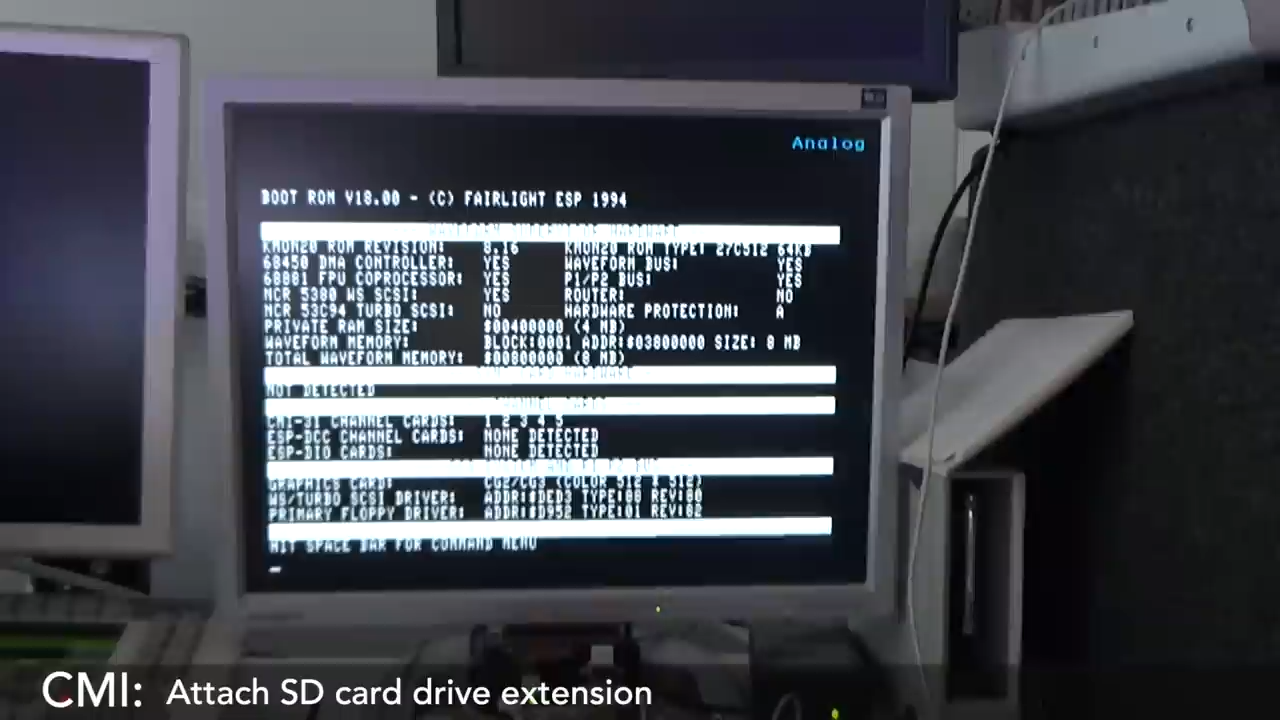 Analog
BOOT ROM V18.00 - (C) FAIRLIGHT ESP 1994
KMON20 ROM REVISION: 8.16 KMON20 ROM TYPE: 27C512 64KB
68450 DMA CONTROLLER: YES WAVEFORM BUS: YES
68881 FPU COPROCESSOR: YES P1/P2 BUS: YES
NCR 5380 WS SCSI: YES ROUTER: NO
NCR 53C94 TURBO SCSI: NO HARDWARE PROTECTION: A
PRIVATE RAM SIZE: $00400000 (4 MB)
WAVEFORM MEMORY: BLOCK:0001 ADDR:$03800000 SIZE: 8 MB
TOTAL WAVEFORM MEMORY: $00800000 (8 MB)
NOT DETECTED
CMI-31 CHANNEL CARDS: 1 2 3 4 5
ESP-DCC CHANNEL CARDS: NONE DETECTED
ESP-DIO CARDS: NONE DETECTED
GRAPHICS CARD: CG2/CG3 (COLOR 512 X 512)
WS/TURBO SCSI DRIVER: ADDR:$DED3 TYPE:88 REV:80
PRIMARY FLOPPY DRIVER: ADDR:$D952 TYPE:01 REV:82
HIT SPACE BAR FOR COMMAND MENU
CMI: Attach SD card drive extension